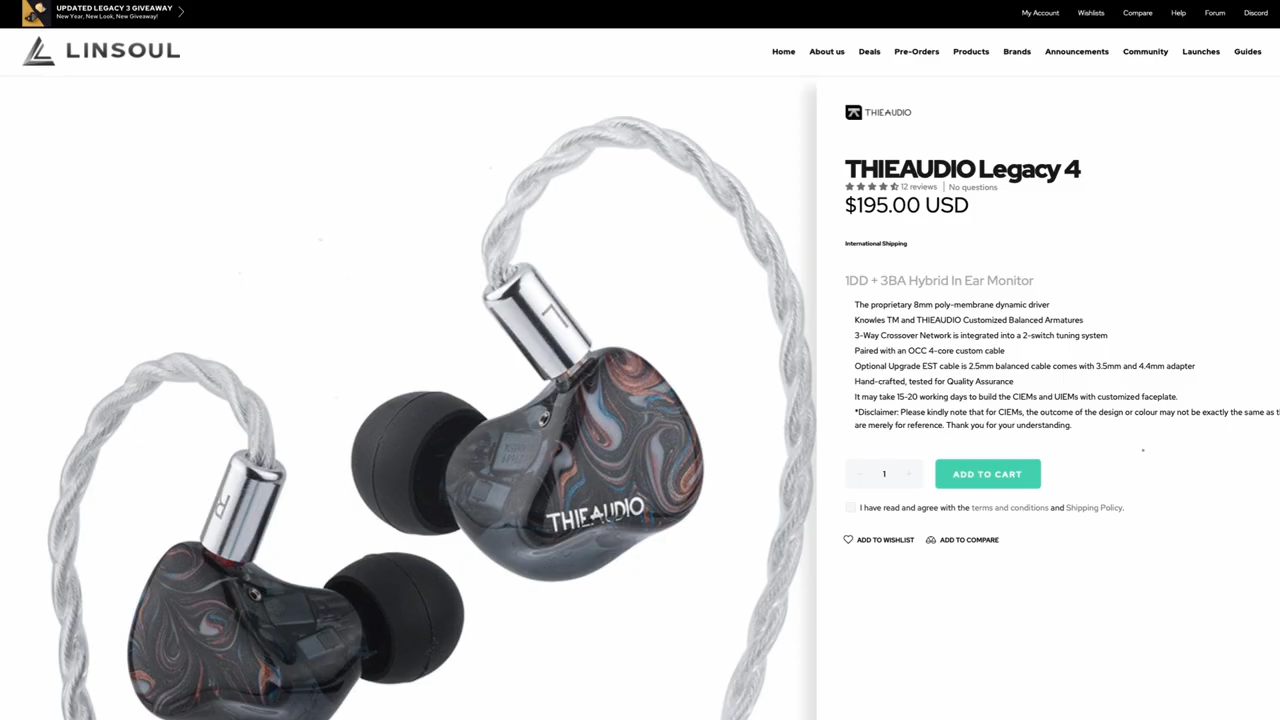 UPDATED LEGACY 3 GIVEAWAY
New Year, New Look, New Giveaway!
My Account Wishlists Compare Help Forum Discord
LINSOUL
Home About us Deals Pre-Orders Products Brands Announcements Community Launches Guides
THIEAUDIO
THIEAUDIO Legacy 4
12 reviews No questions
$195.00 USD
International Shipping
1DD + 3BA Hybrid In Ear Monitor
The proprietary 8mm poly-membrane dynamic driver
Knowles TM and THIEAUDIO Customized Balanced Armatures
3-Way Crossover Network is integrated into a 2-switch tuning system
Paired with an OCC 4-core custom cable
Optional Upgrade EST cable is 2.5mm balanced cable comes with 3.5mm and 4.4mm adapter
Hand-crafted, tested for Quality Assurance
It may take 15-20 working days to build the CIEMs and UIEMs with customized faceplate.
*Disclaimer: Please kindly note that for CIEMs, the outcome of the design or colour may not be exactly the same as
are merely for reference. Thank you for your understanding.
1 ADD TO CART
I have read and agree with the terms and conditions and Shipping Policy.
ADD TO WISHLIST ADD TO COMPARE
L
THIEAUDIO
R